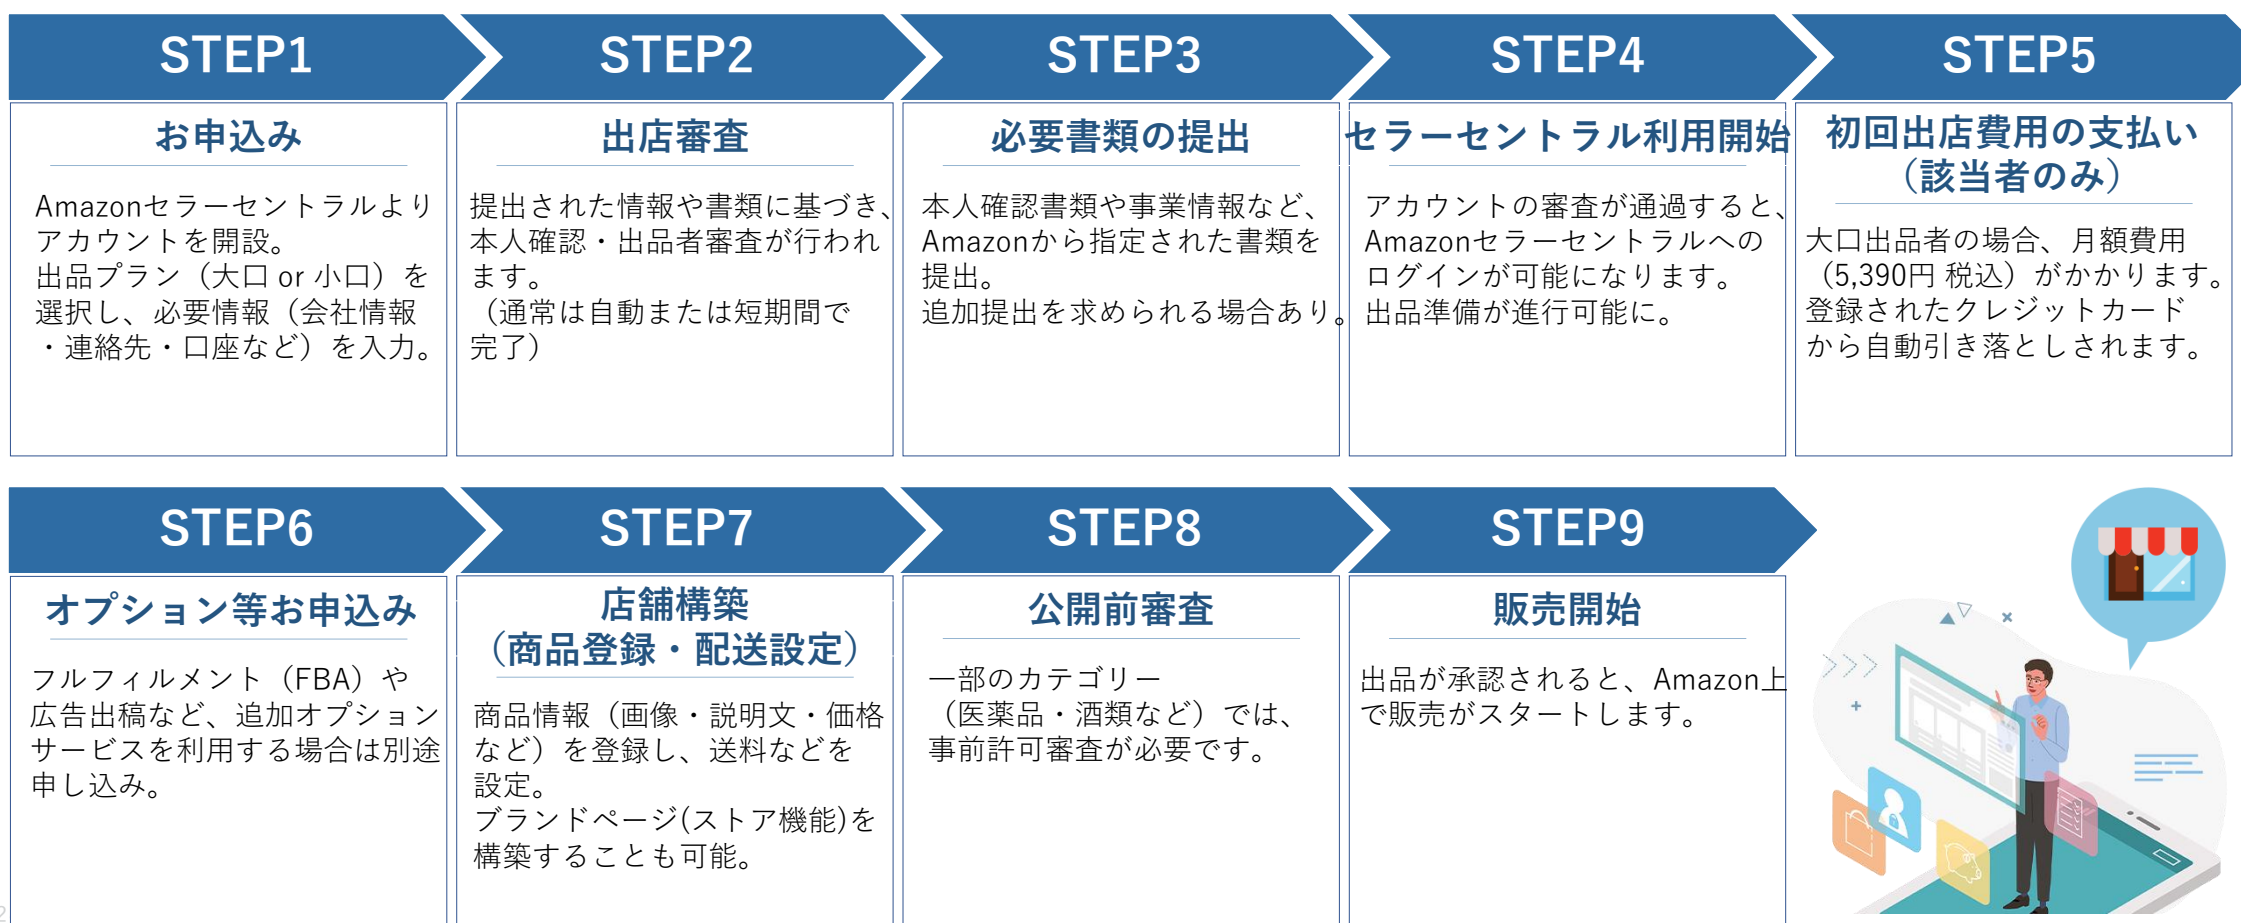 STEP1
お申込み
Amazonセラーセントラルより
アカウントを開設。
出品プラン（大口 or 小口）を
選択し、必要情報（会社情報
・連絡先・口座など）を入力。
STEP2
出店審査
提出された情報や書類に基づき、
本人確認・出品者審査が行われ
ます。
（通常は自動または短期間で
完了）
STEP3
必要書類の提出
本人確認書類や事業情報など、
Amazonから指定された書類を
提出。
追加提出を求められる場合あり。
STEP4
セラーセントラル利用開始
アカウントの審査が通過すると、
Amazonセラーセントラルへの
ログインが可能になります。
出品準備が進行可能に。
STEP5
初回出店費用の支払い
（該当者のみ）
大口出品者の場合、月額費用
（5,390円 税込）がかかります。
登録されたクレジットカード
から自動引き落としされます。
STEP6
オプション等お申込み
フルフィルメント（FBA）や
広告出稿など、追加オプション
サービスを利用する場合は別途
申し込み。
STEP7
店舗構築
（商品登録・配送設定）
商品情報（画像・説明文・価格
など）を登録し、送料などを
設定。
ブランドページ(ストア機能)を
構築することも可能。
STEP8
公開前審査
一部のカテゴリー
（医薬品・酒類など）では、
事前許可審査が必要です。
STEP9
販売開始
出品が承認されると、Amazon上
で販売がスタートします。
2